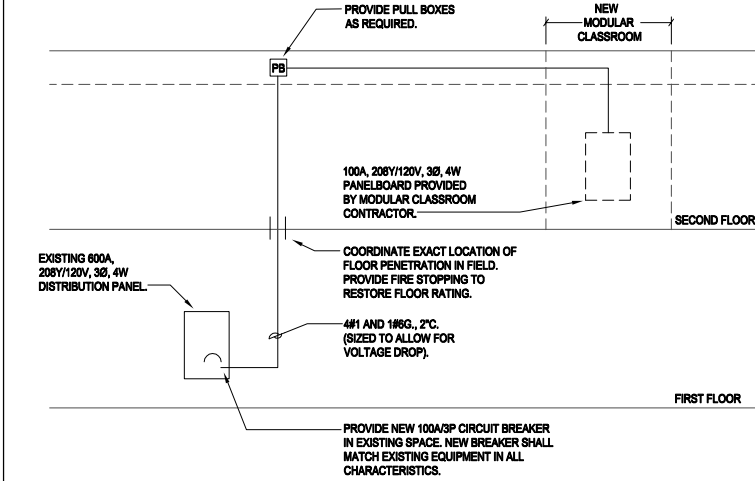 PROVIDE PULL BOXES
AS REQUIRED.
NEW
MODULAR
CLASSROOM
PB
100A, 208Y/120V, 3Ø, 4W
PANELBOARD PROVIDED
BY MODULAR CLASSROOM
CONTRACTOR.
SECOND FLOOR
COORDINATE EXACT LOCATION OF
FLOOR PENETRATION IN FIELD.
PROVIDE FIRE STOPPING TO
RESTORE FLOOR RATING.
EXISTING 600A,
208Y/120V, 3Ø, 4W
DISTRIBUTION PANEL.
4#1 AND 1#6G., 2"C.
(SIZED TO ALLOW FOR
VOLTAGE DROP).
FIRST FLOOR
PROVIDE NEW 100A/3P CIRCUIT BREAKER
IN EXISTING SPACE. NEW BREAKER SHALL
MATCH EXISTING EQUIPMENT IN ALL
CHARACTERISTICS.